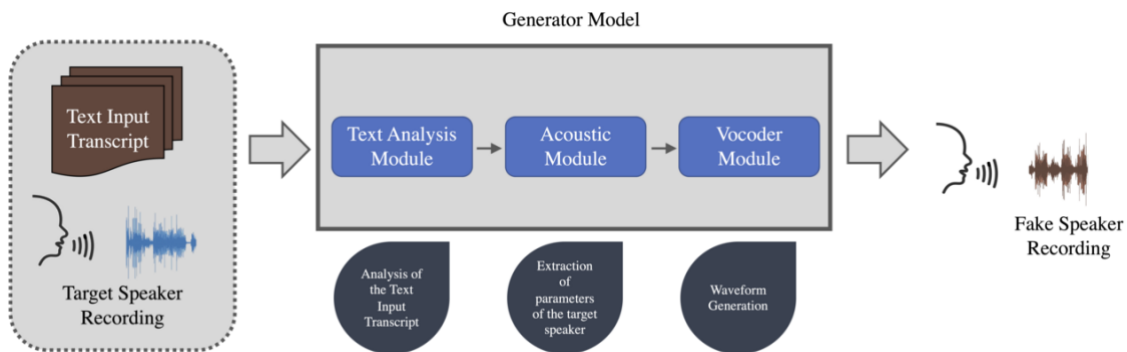 Generator Model
Text Input
Transcript
Target Speaker
Recording
Text Analysis
Module
Acoustic
Module
Vocoder
Module
Analysis of
the Text
Input
Transcript
Extraction
of
parameters
of the target
speaker
Waveform
Generation
Fake Speaker
Recording